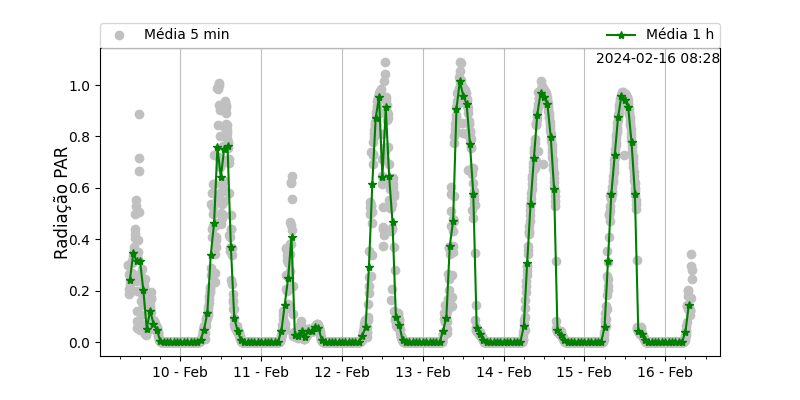 Média 5 min
Média 1 h
2024-02-16 08:28
1.0
0.8
0.6
0.4
0.2
0.0
Radiação PAR
10 - Feb
11 - Feb
12 - Feb
13 - Feb
14 - Feb
15 - Feb
16 - Feb